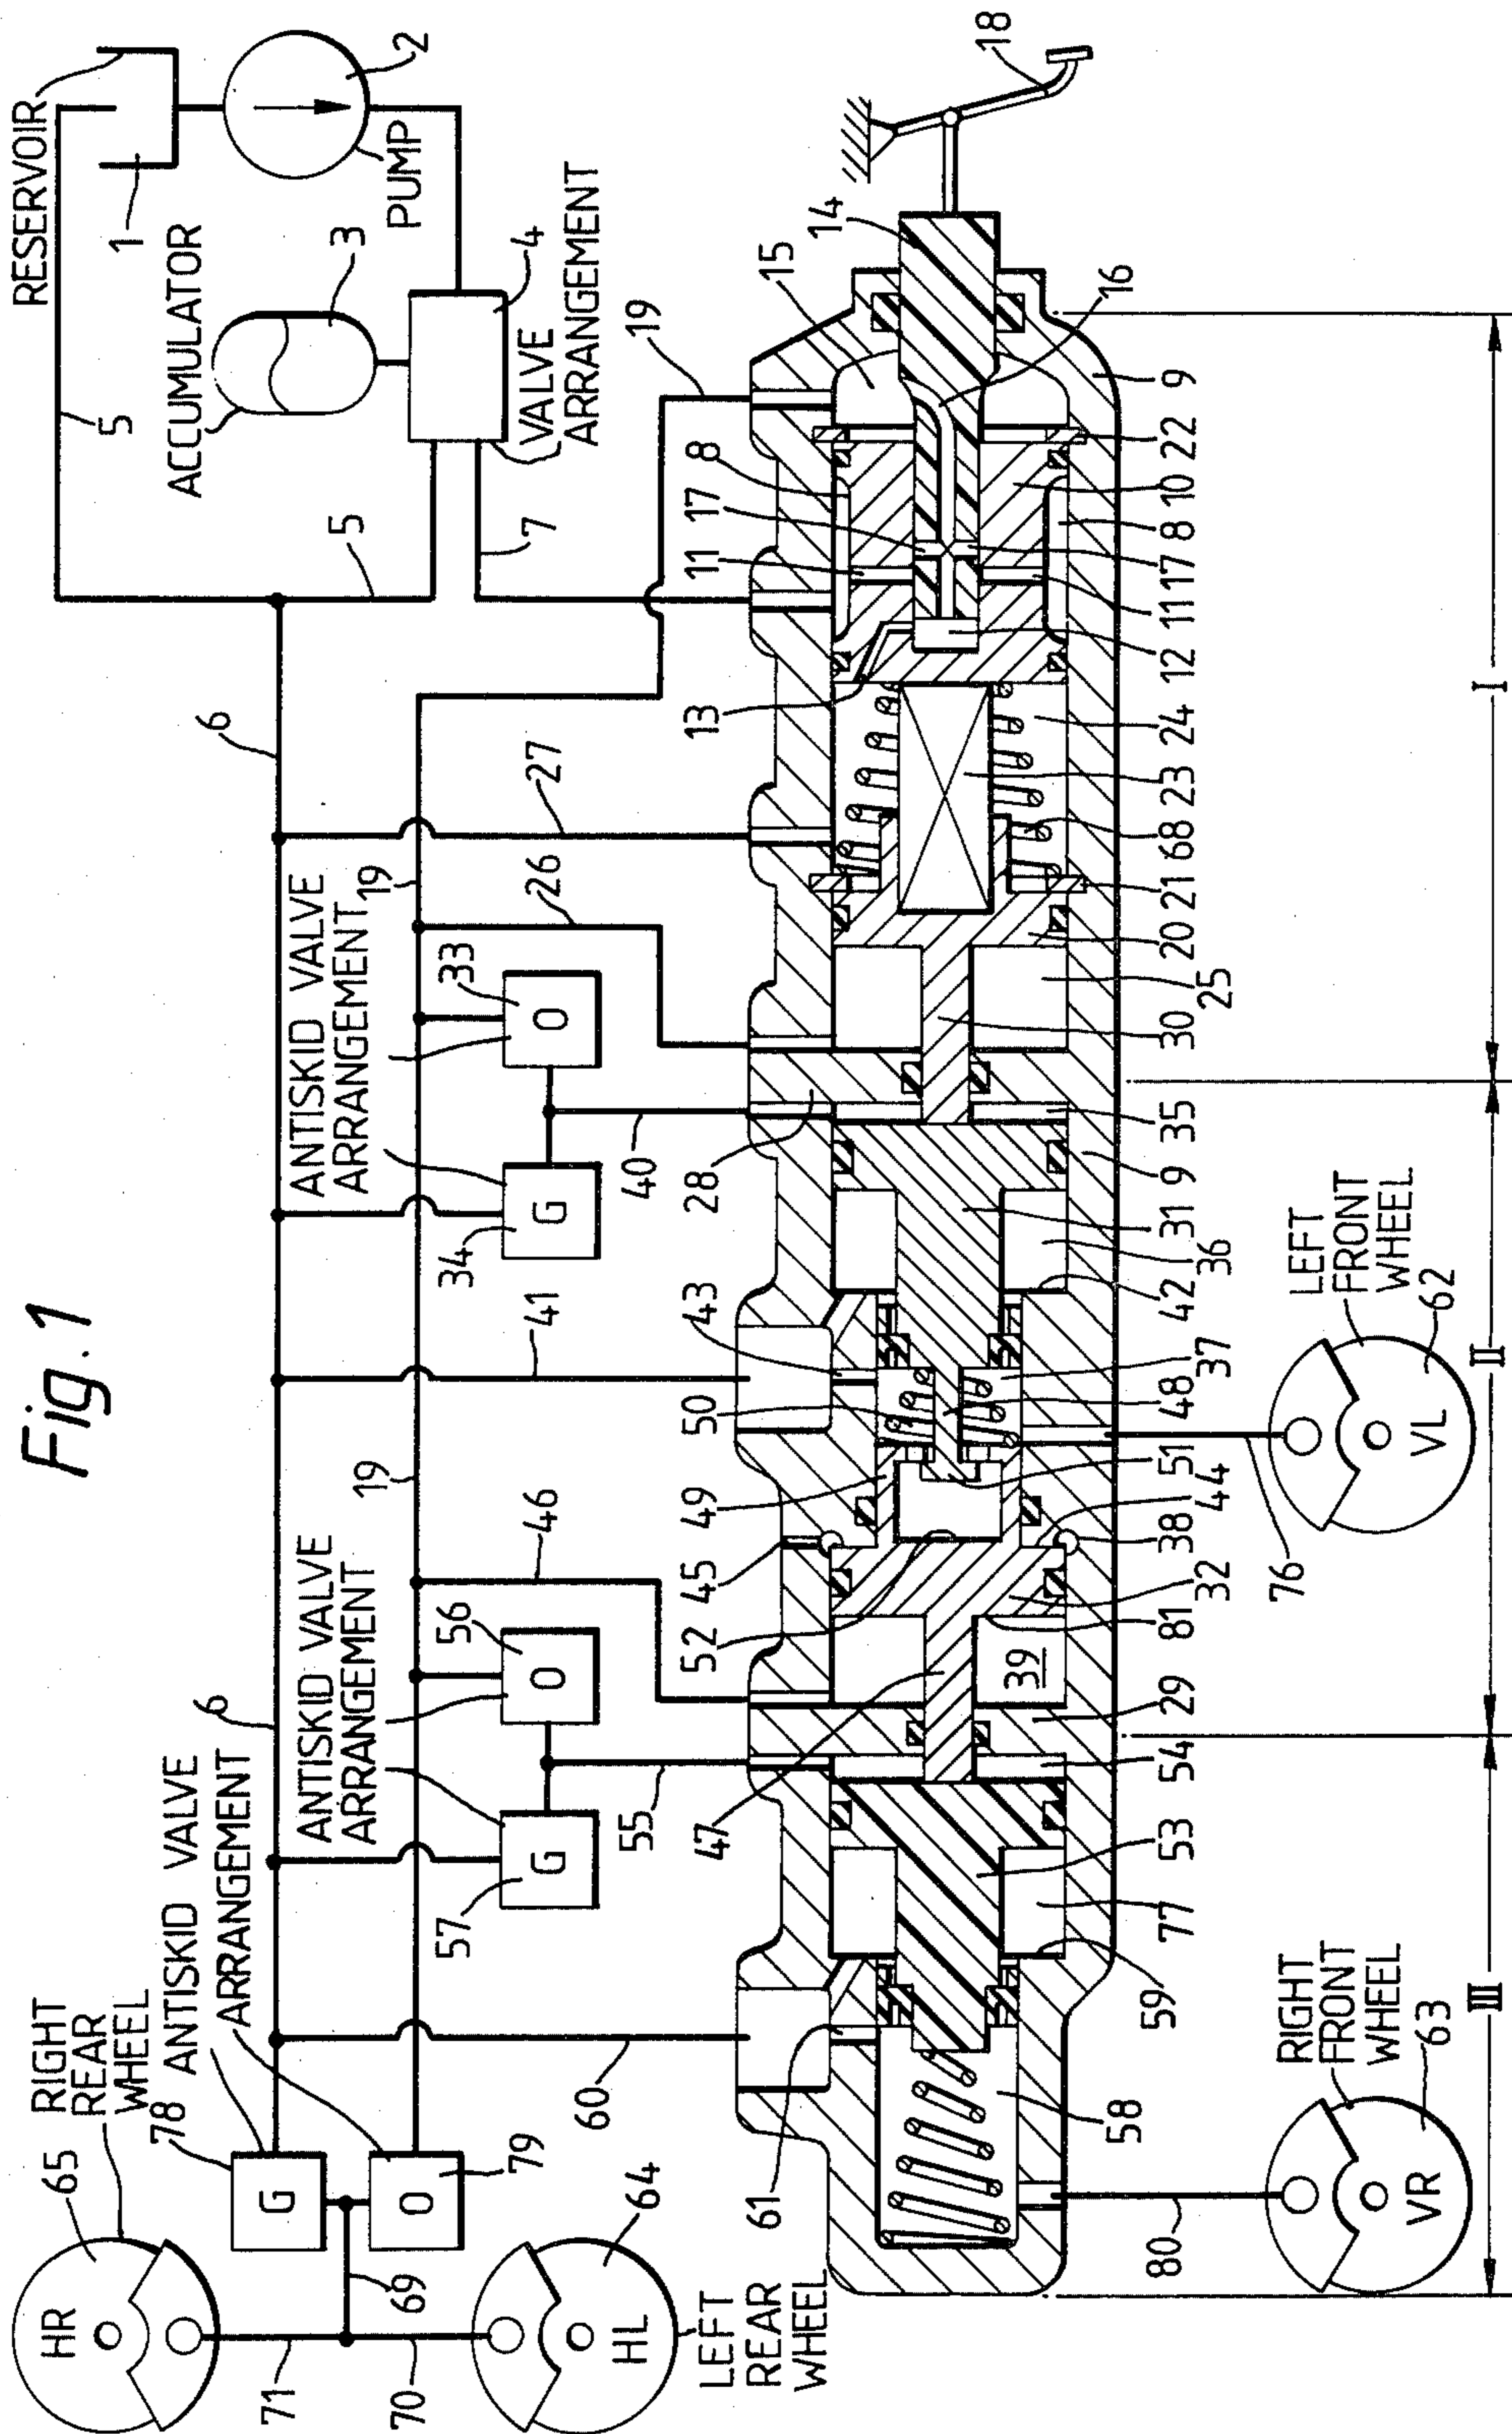 Fig. 1
RESERVOIR
1
2
PUMP
ACCUMULATOR
3
4
VALVE
ARRANGEMENT
5
5
7
6
6
19
19
19
27
26
ANTISKID VALVE
ARRANGEMENT
33
O
34
G
40
41
ANTISKID VALVE
ARRANGEMENT
56
O
57
G
55
46
ANTISKID VALVE
ARRANGEMENT
78
G
79
O
60
RIGHT
REAR
WHEEL
65
HR
71
69
70
64
HL
LEFT
REAR
WHEEL
18
14
15
16
8
17
11
13
28
43
50
49
45
52
47
61
9
22
10
8
17
11
12
24
23
68
21
20
25
30
35
9
31
36
42
37
48
51
44
38
32
81
39
29
54
53
77
59
58
I
II
III
LEFT
FRONT
WHEEL
62
VL
76
RIGHT
FRONT
WHEEL
63
VR
80